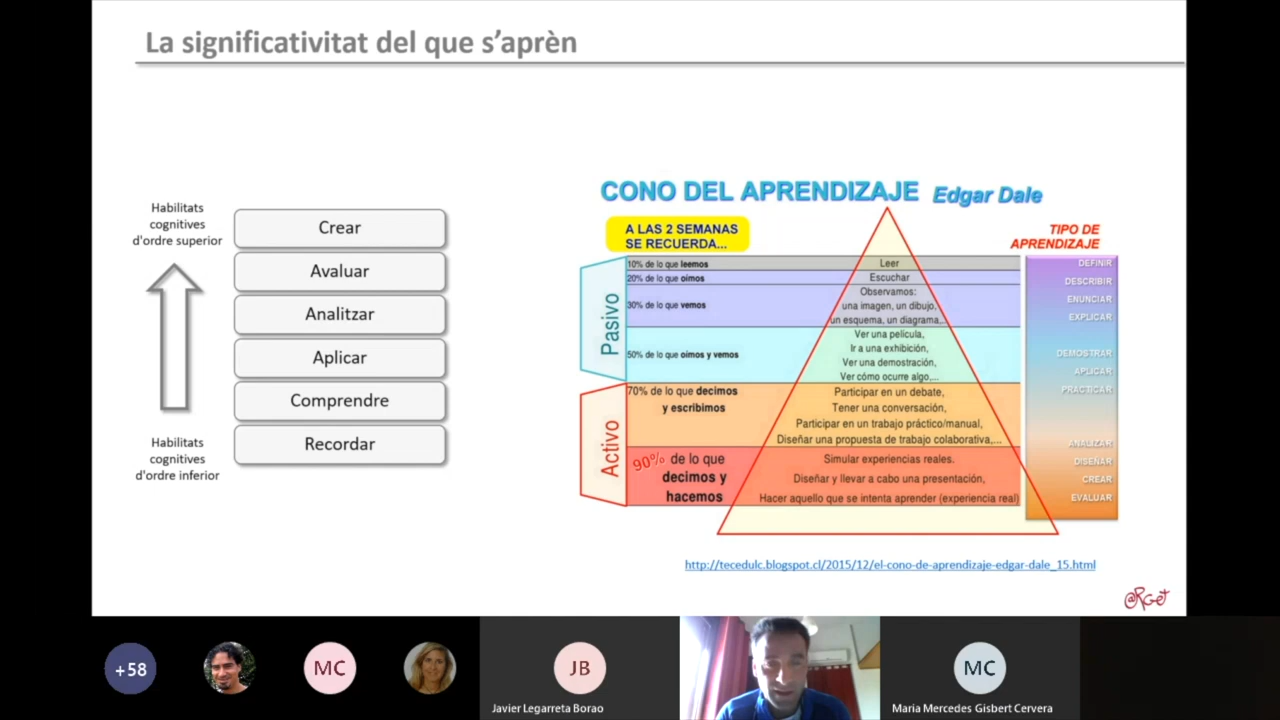 La significativitat del que s'aprèn
Habilitats
cognitives
d'ordre superior
Crear
Avaluar
Analitzar
Aplicar
Comprendre
Recordar
Habilitats
cognitives
d'ordre inferior
CONO DEL APRENDIZAJE Edgar Dale
A LAS 2 SEMANAS
SE RECUERDA...
TIPO DE
APRENDIZAJE
Pasivo
10% de lo que leemos
Leer
20% de lo que oímos
Escuchar
30% de lo que vemos
Observamos:
una imagen, un dibujo,
un esquema, un diagrama,...
50% de lo que oímos y vemos
Ver una película,
Ir a una exhibición,
Ver una demostración,
Ver cómo ocurre algo,...
Activo
70% de lo que decimos
y escribimos
Participar en un debate,
Tener una conversación,
Participar en un trabajo práctico/manual,
Diseñar una propuesta de trabajo colaborativa,...
90% de lo que
decimos y
hacemos
Simular experiencias reales.
Diseñar y llevar a cabo una presentación,
Hacer aquello que se intenta aprender (experiencia real)
DEFINIR
DESCRIBIR
ENUNCIAR
EXPLICAR
DEMOSTRAR
APLICAR
PRACTICAR
ANALIZAR
DISEÑAR
CREAR
EVALUAR
http://tecedulc.blogspot.cl/2015/12/el-cono-de-aprendizaje-edgar-dale_15.html
@RGet
+58
MC
JB
Javier Legarreta Borao
MC
Maria Mercedes Gisbert Cervera